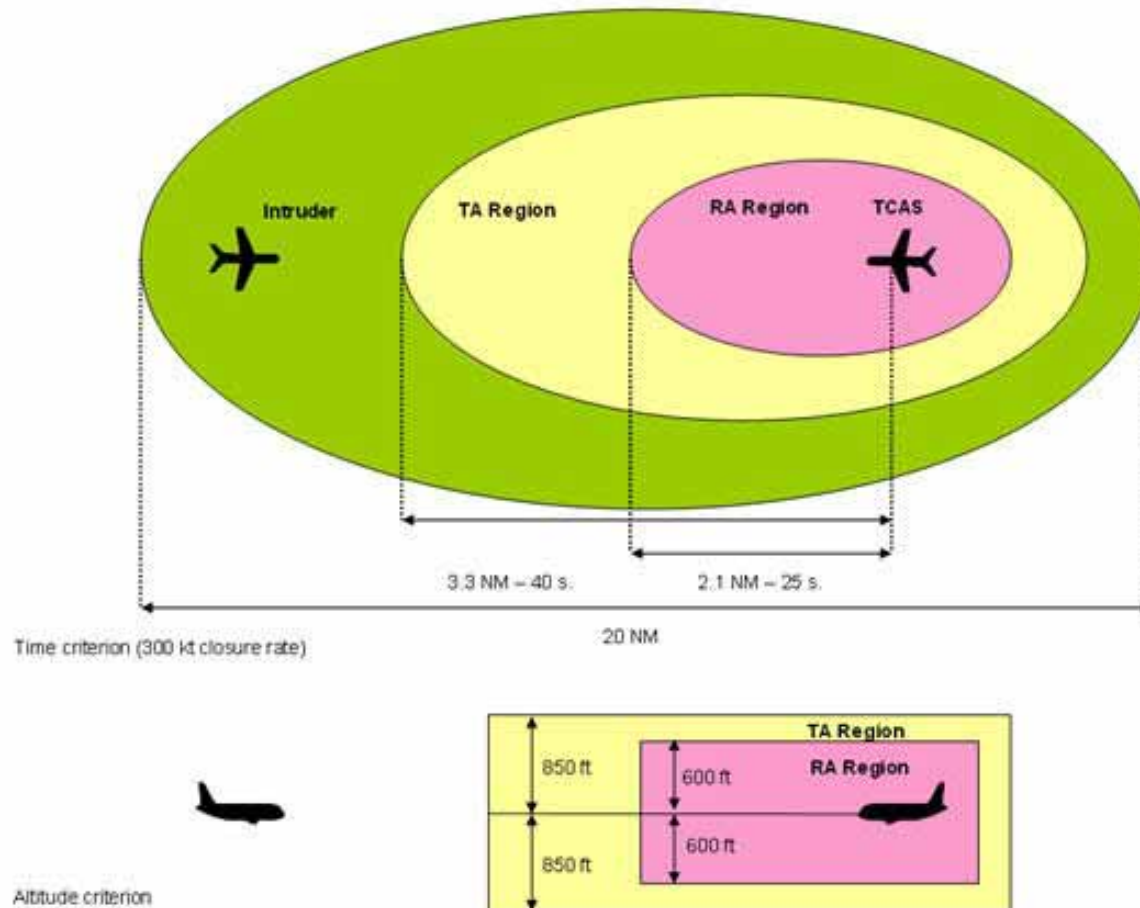 Intruder
TA Region
RA Region
TCAS
3.3 NM – 40 s.
2.1 NM – 25 s.
20 NM
Time criterion (300 kt closure rate)
TA Region
RA Region
850 ft
600 ft
600 ft
850 ft
Altitude criterion